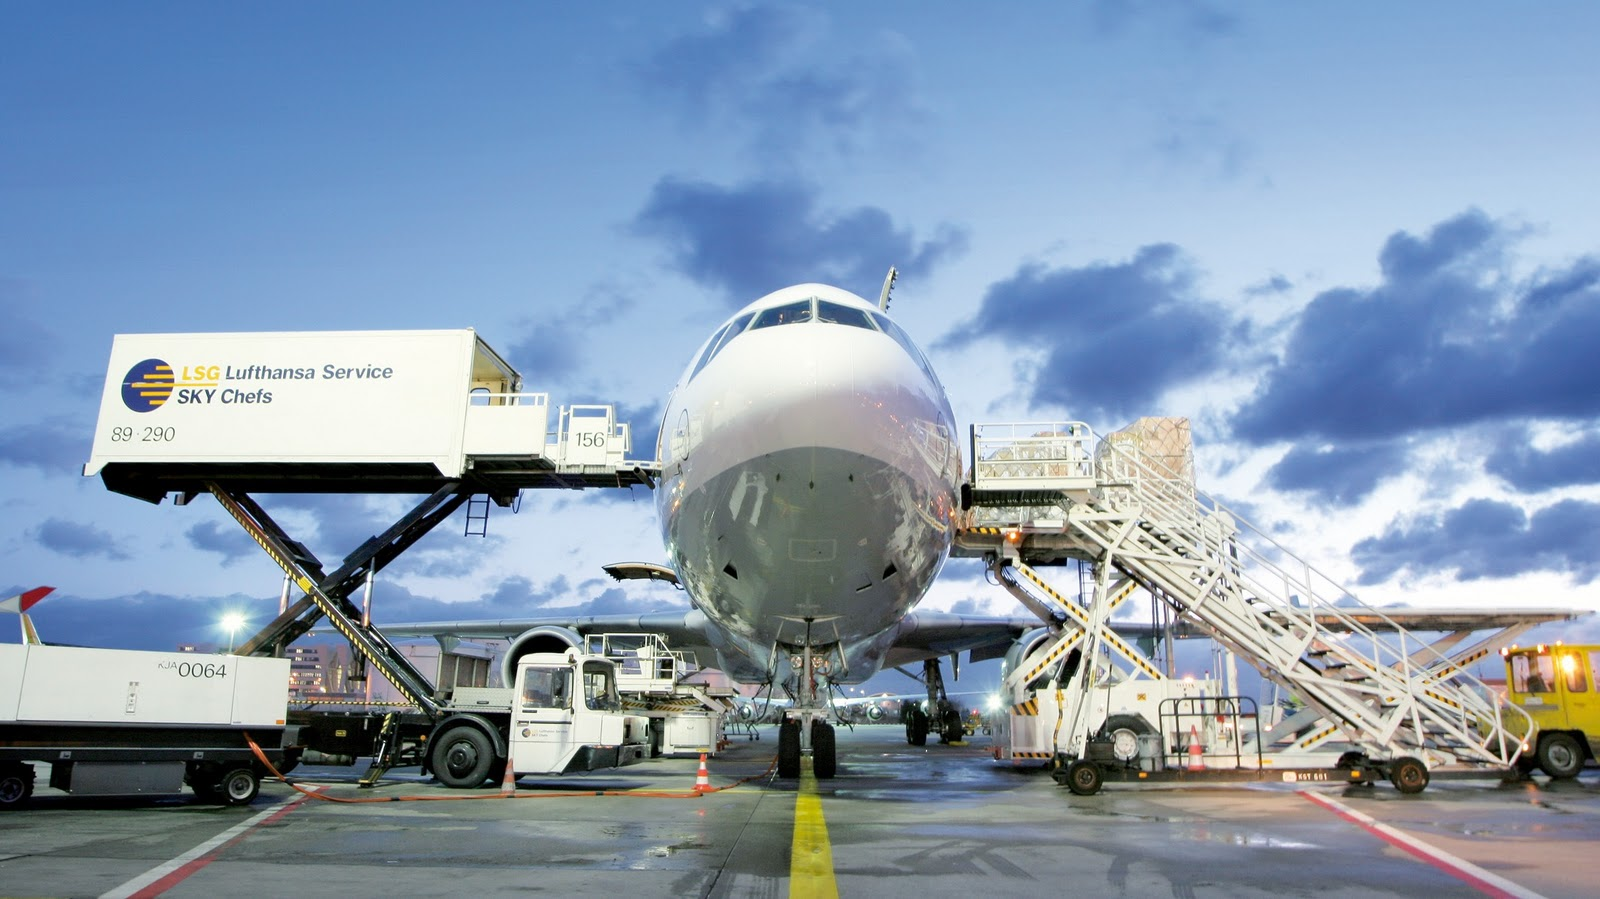 LSG Lufthansa Service
SKY Chefs
89-290
156
KJA 0064